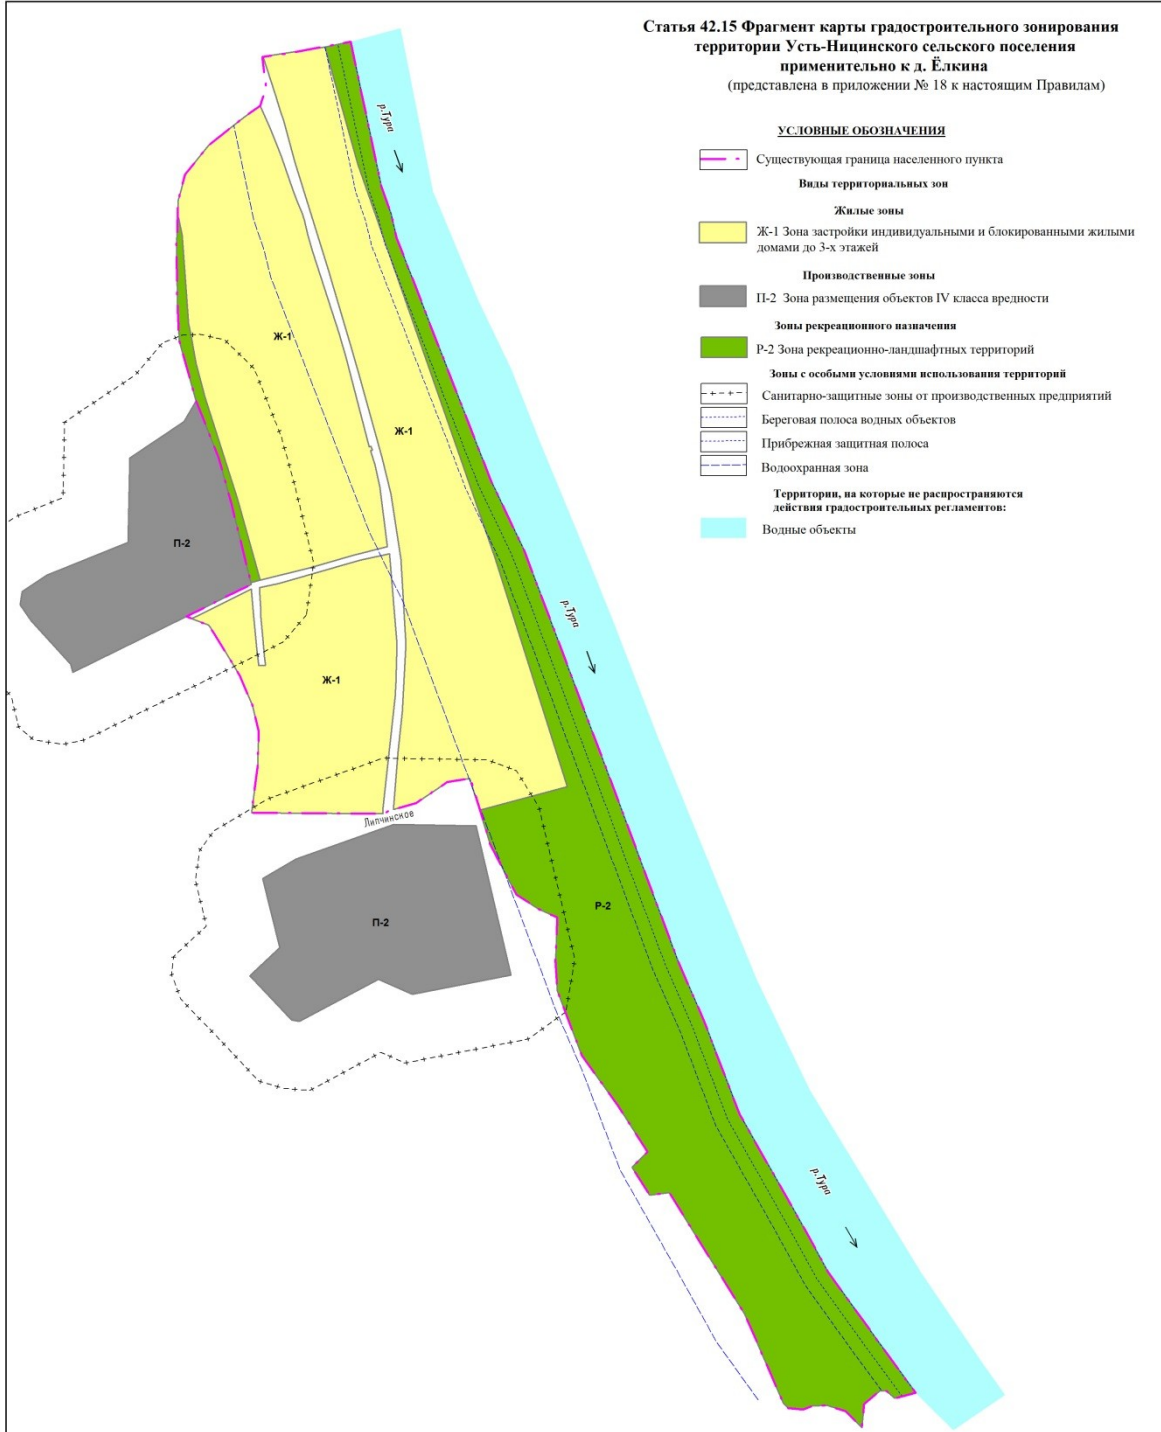 Статья 42.15 Фрагмент карты градостроительного зонирования
территории Усть-Ницинского сельского поселения
применительно к д. Ёлкина
(представлена в приложении № 18 к настоящим Правилам)
УСЛОВНЫЕ ОБОЗНАЧЕНИЯ
Существующая граница населенного пункта
Виды территориальных зон
Жилые зоны
Ж-1 Зона застройки индивидуальными и блокированными жилыми
домами до 3-х этажей
Производственные зоны
П-2 Зона размещения объектов IV класса вредности
Зоны рекреационного назначения
Р-2 Зона рекреационно-ландшафтных территорий
Зоны с особыми условиями использования территорий
Санитарно-защитные зоны от производственных предприятий
Береговая полоса водных объектов
Прибрежная защитная полоса
Водоохранная зона
Территории, на которые не распространяются
действия градостроительных регламентов:
Водные объекты
р.Тура
Ж-1
Ж-1
П-2
р.Тура
Ж-1
Липчинское
П-2
Р-2
р.Тура